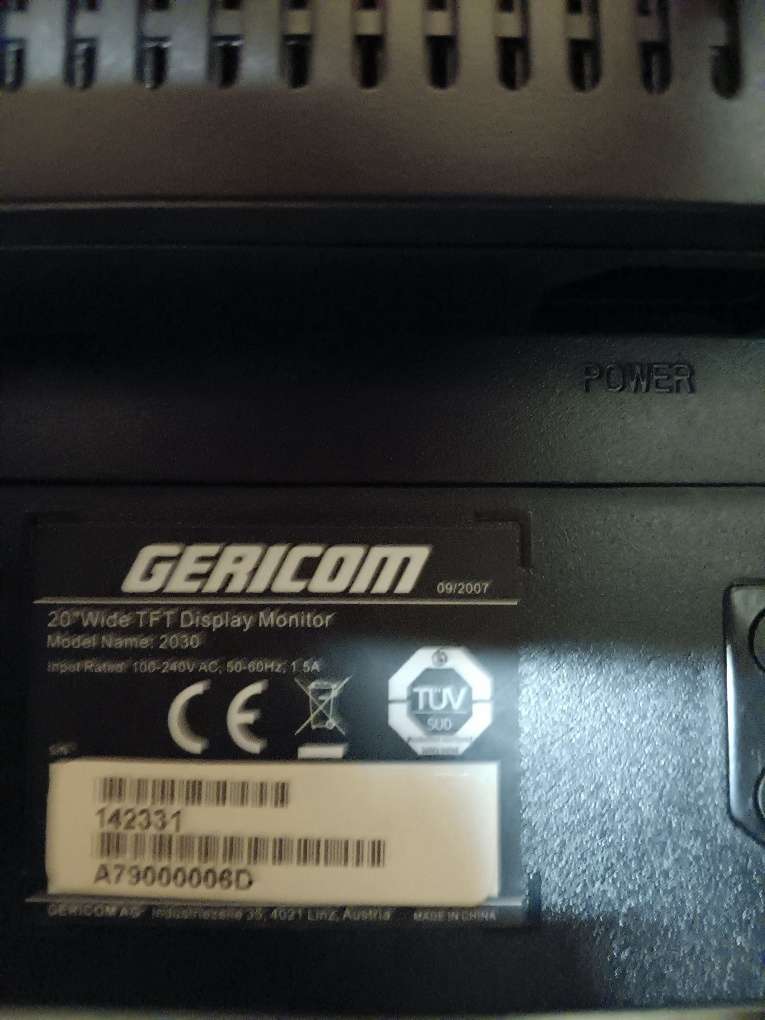 POWER
GERICOM 09/2007
20"Wide TFT Display Monitor
Model Name: 2030
Input Rated: 100-240V AC, 50-60Hz, 1.5A
CE
TÜV
SÜD
S/N:
142331
A79000006D
GERICOM AG Industriezeile 35, 4021 Linz, Austria MADE IN CHINA